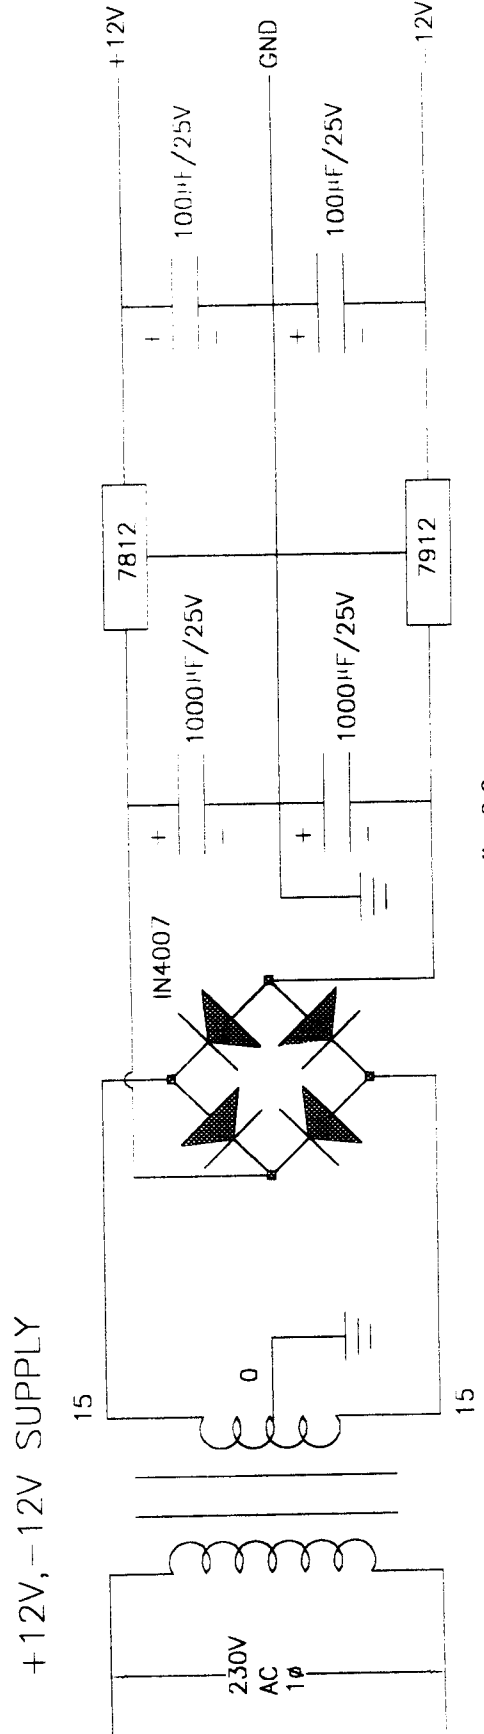 +12V,-12V SUPPLY
230V
AC
1ø
15
0
15
IN4007
1000µF/25V
1000µF/25V
7812
7912
100µF/25V
100µF/25V
+
-
+
-
+
-
+
-
+12V
GND
12V